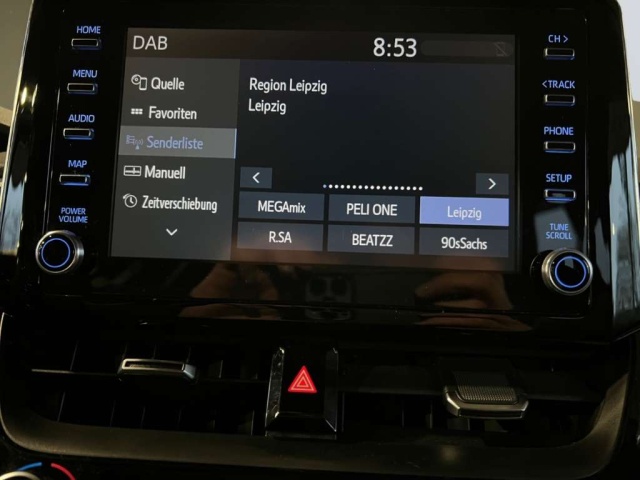 HOME
MENU
AUDIO
MAP
POWER
VOLUME
DAB
8:53
Quelle
Favoriten
Senderliste
Manuell
Zeitverschiebung
Region Leipzig
Leipzig
<
>
MEGAmix
PELI ONE
Leipzig
R.SA
BEATZZ
90sSachs
CH >
< TRACK
PHONE
SETUP
TUNE
SCROLL